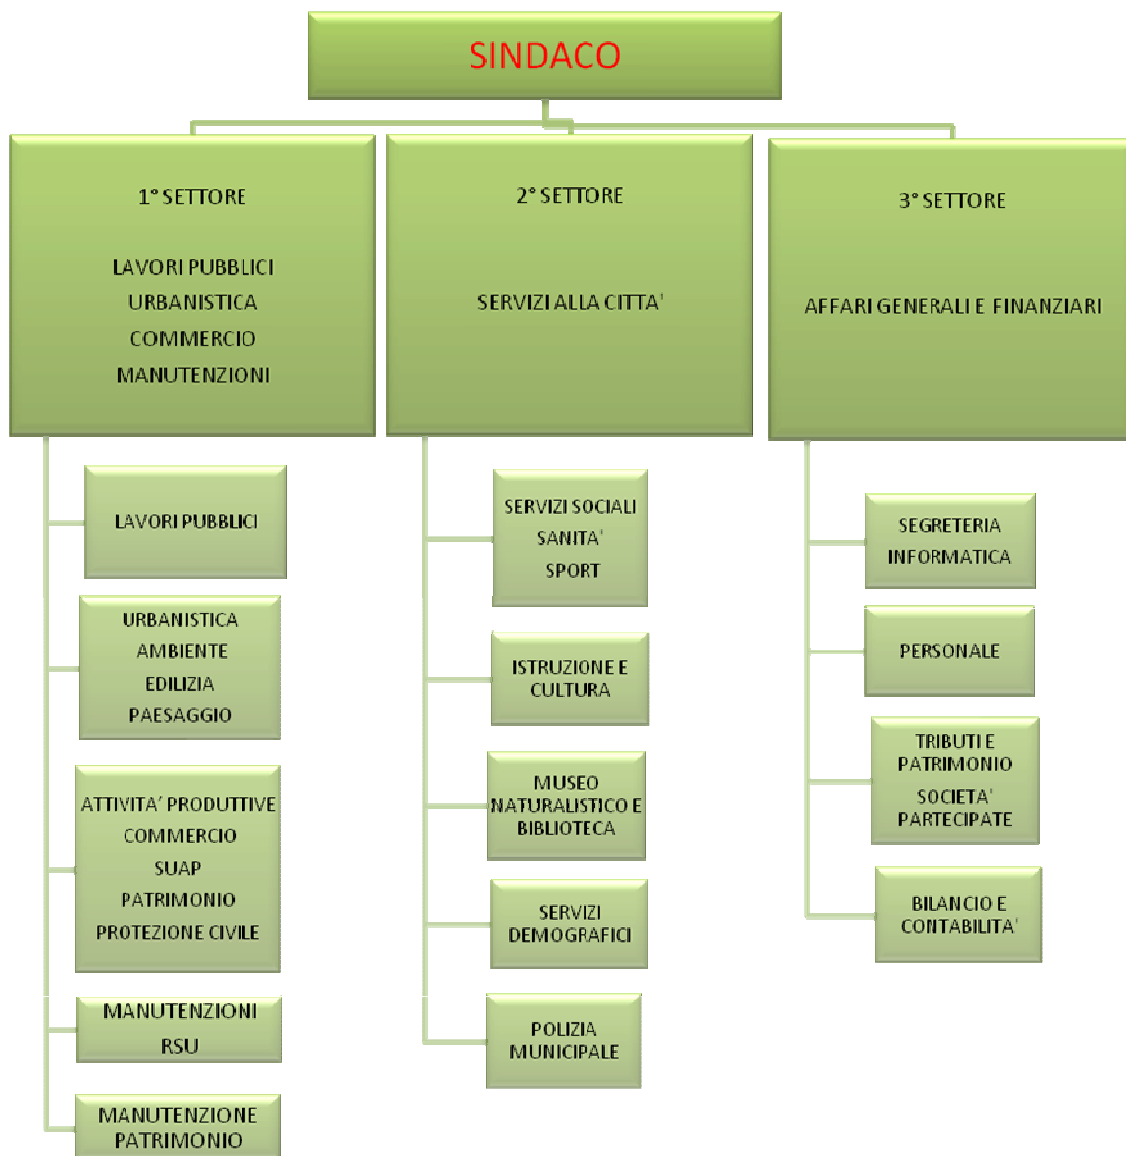 SINDACO
1° SETTORE
LAVORI PUBBLICI
URBANISTICA
COMMERCIO
MANUTENZIONI
2° SETTORE
SERVIZI ALLA CITTA'
3° SETTORE
AFFARI GENERALI E FINANZIARI
LAVORI PUBBLICI
URBANISTICA
AMBIENTE
EDILIZIA
PAESAGGIO
ATTIVITA' PRODUTTIVE
COMMERCIO
SUAP
PATRIMONIO
PROTEZIONE CIVILE
MANUTENZIONI
RSU
MANUTENZIONE
PATRIMONIO
SERVIZI SOCIALI
SANITA'
SPORT
ISTRUZIONE E
CULTURA
MUSEO
NATURALISTICO E
BIBLIOTECA
SERVIZI
DEMOGRAFICI
POLIZIA
MUNICIPALE
SEGRETERIA
INFORMATICA
PERSONALE
TRIBUTI E
PATRIMONIO
SOCIETA'
PARTECIPATE
BILANCIO E
CONTABILITA'